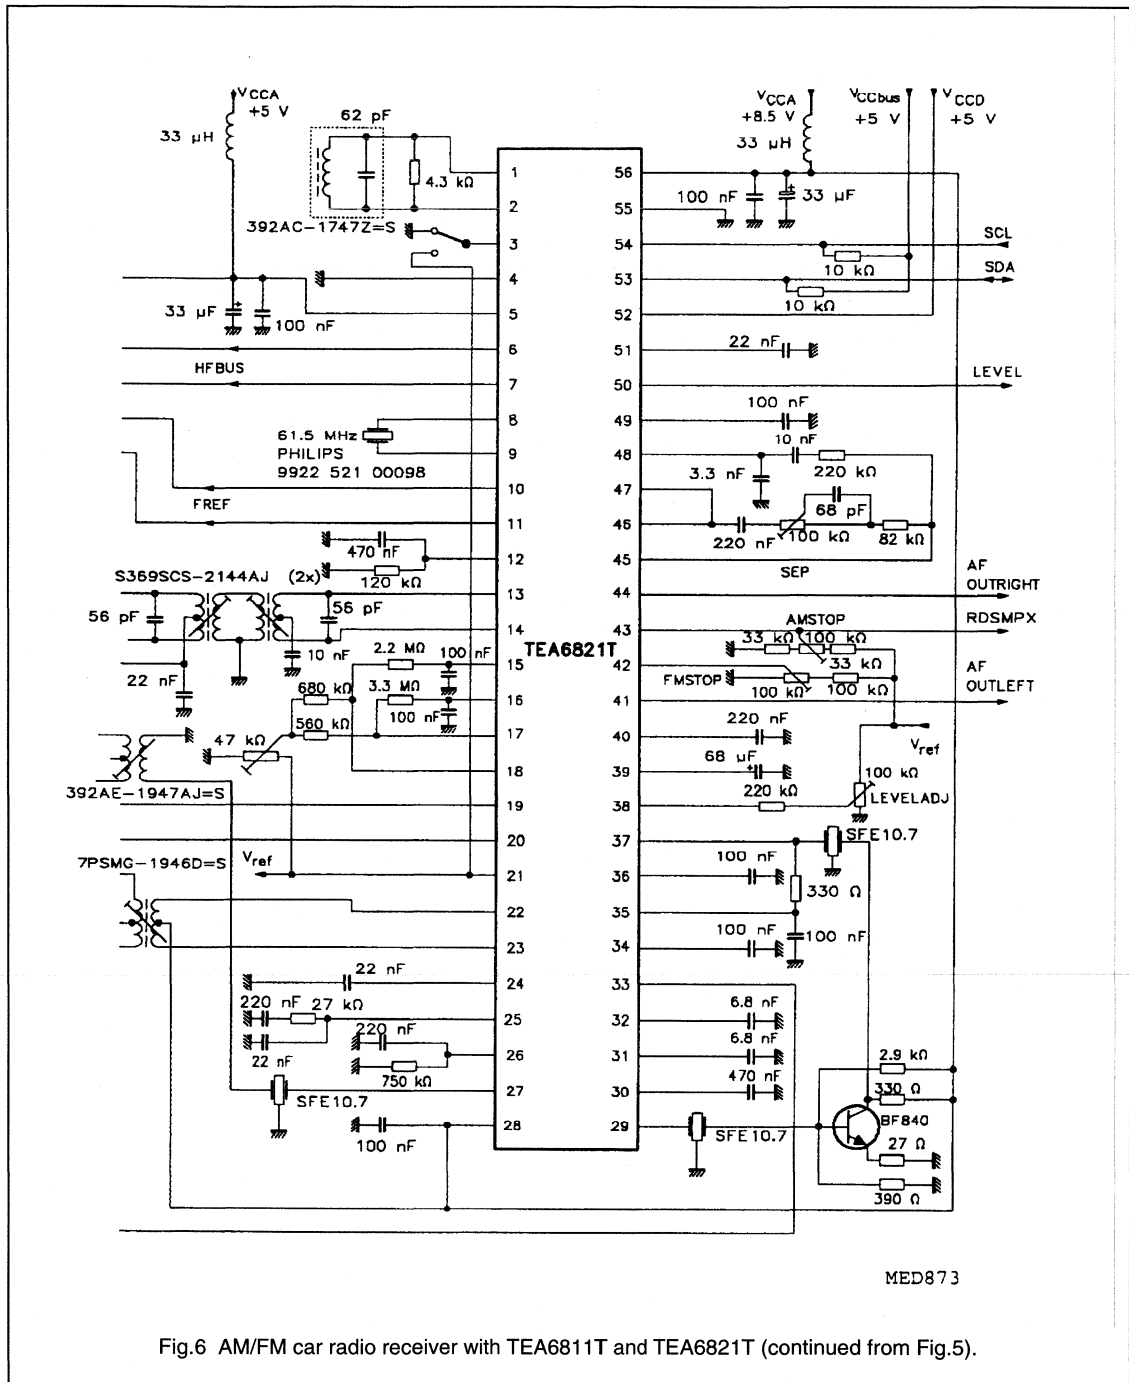 VCCA
+5 V
33 µH
62 pF
4.3 kΩ
392AC-1747Z=S
33 µF
100 nF
HFBUS
61.5 MHz
PHILIPS
9922 521 00098
FREF
470 nF
120 kΩ
S369SCS-2144AJ (2x)
56 pF
56 pF
10 nF
22 nF
2.2 MΩ
100 nF
680 kΩ
3.3 MΩ
100 nF
560 kΩ
47 kΩ
392AE-1947AJ=S
7PSMG-1946D=S
Vref
22 nF
220 nF
27 kΩ
22 nF
220 nF
750 kΩ
SFE10.7
100 nF
1
2
3
4
5
6
7
8
9
10
11
12
13
14
15
16
17
18
19
20
21
22
23
24
25
26
27
28
TEA6821T
56
55
54
53
52
51
50
49
48
47
46
45
44
43
42
41
40
39
38
37
36
35
34
33
32
31
30
29
VCCA
+8.5 V
33 µH
VCCbus
+5 V
VCCD
+5 V
100 nF
33 µF
SCL
10 kΩ
SDA
10 kΩ
22 nF
LEVEL
100 nF
10 nF
3.3 nF
220 kΩ
68 pF
220 nF
100 kΩ
82 kΩ
SEP
AF
OUTRIGHT
AMSTOP
RDSMPX
33 kΩ
100 kΩ
33 kΩ
FMSTOP
100 kΩ
100 kΩ
AF
OUTLEFT
220 nF
Vref
68 µF
100 kΩ
220 kΩ
LEVELADJ
SFE10.7
100 nF
330 Ω
100 nF
100 nF
6.8 nF
6.8 nF
2.9 kΩ
470 nF
330 Ω
BF840
SFE10.7
27 Ω
390 Ω
MED873
Fig.6 AM/FM car radio receiver with TEA6811T and TEA6821T (continued from Fig.5).